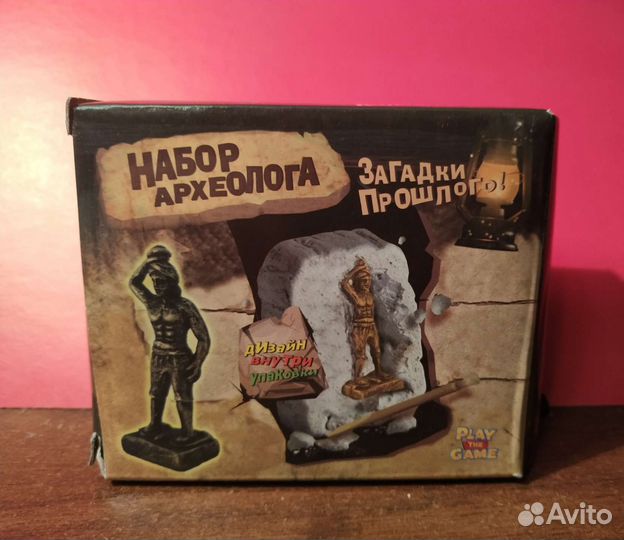 НАБОР
АРХЕОЛОГА
ЗАГАДКИ
ПРОШЛОГО!
ДИЗАЙН
ВНУТРИ
УПАКОВКИ
PLAY
THE
GAME
Avito